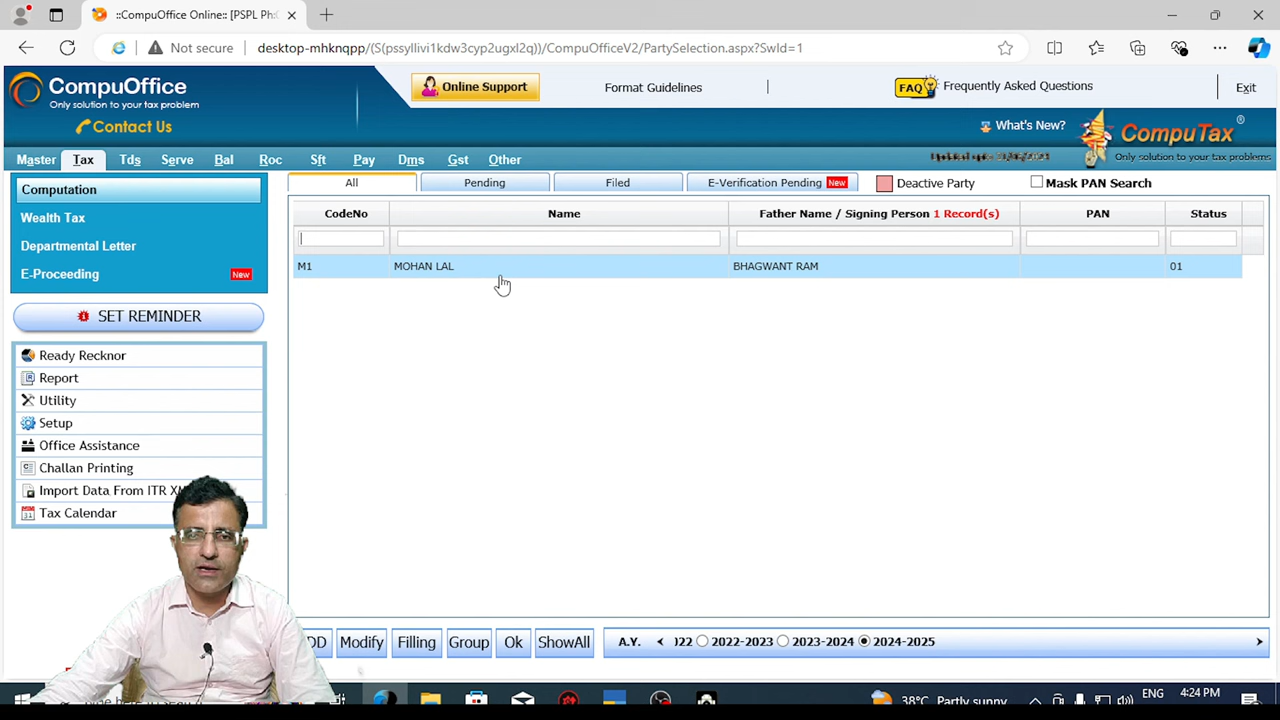 ::CompuOffice Online:: [PSPL Ph:(
Not secure
desktop-mhknqpp/(S(pssyllivi1kdw3cyp2ugxl2q))/CompuOfficeV2/PartySelection.aspx?SwId=1
CompuOffice
Only solution to your tax problem
Contact Us
Online Support
Format Guidelines
FAQ
Frequently Asked Questions
Exit
What's New?
CompuTax ®
Only solution to your tax problems
Master Tax Tds Serve Bal Roc Sft Pay Dms Gst Other
Computation
Wealth Tax
Departmental Letter
E-Proceeding New
SET REMINDER
Ready Recknor
Report
Utility
Setup
Office Assistance
Challan Printing
Import Data From ITR XM
31 Tax Calendar
All Pending Filed E-Verification Pending New Deactive Party Mask PAN Search
CodeNo Name Father Name / Signing Person 1 Record(s) PAN Status
M1 MOHAN LAL BHAGWANT RAM 01
DD Modify Filling Group Ok ShowAll A.Y. 022 2022-2023 2023-2024 2024-2025
38°C Partly sunny ENG 4:24 PM